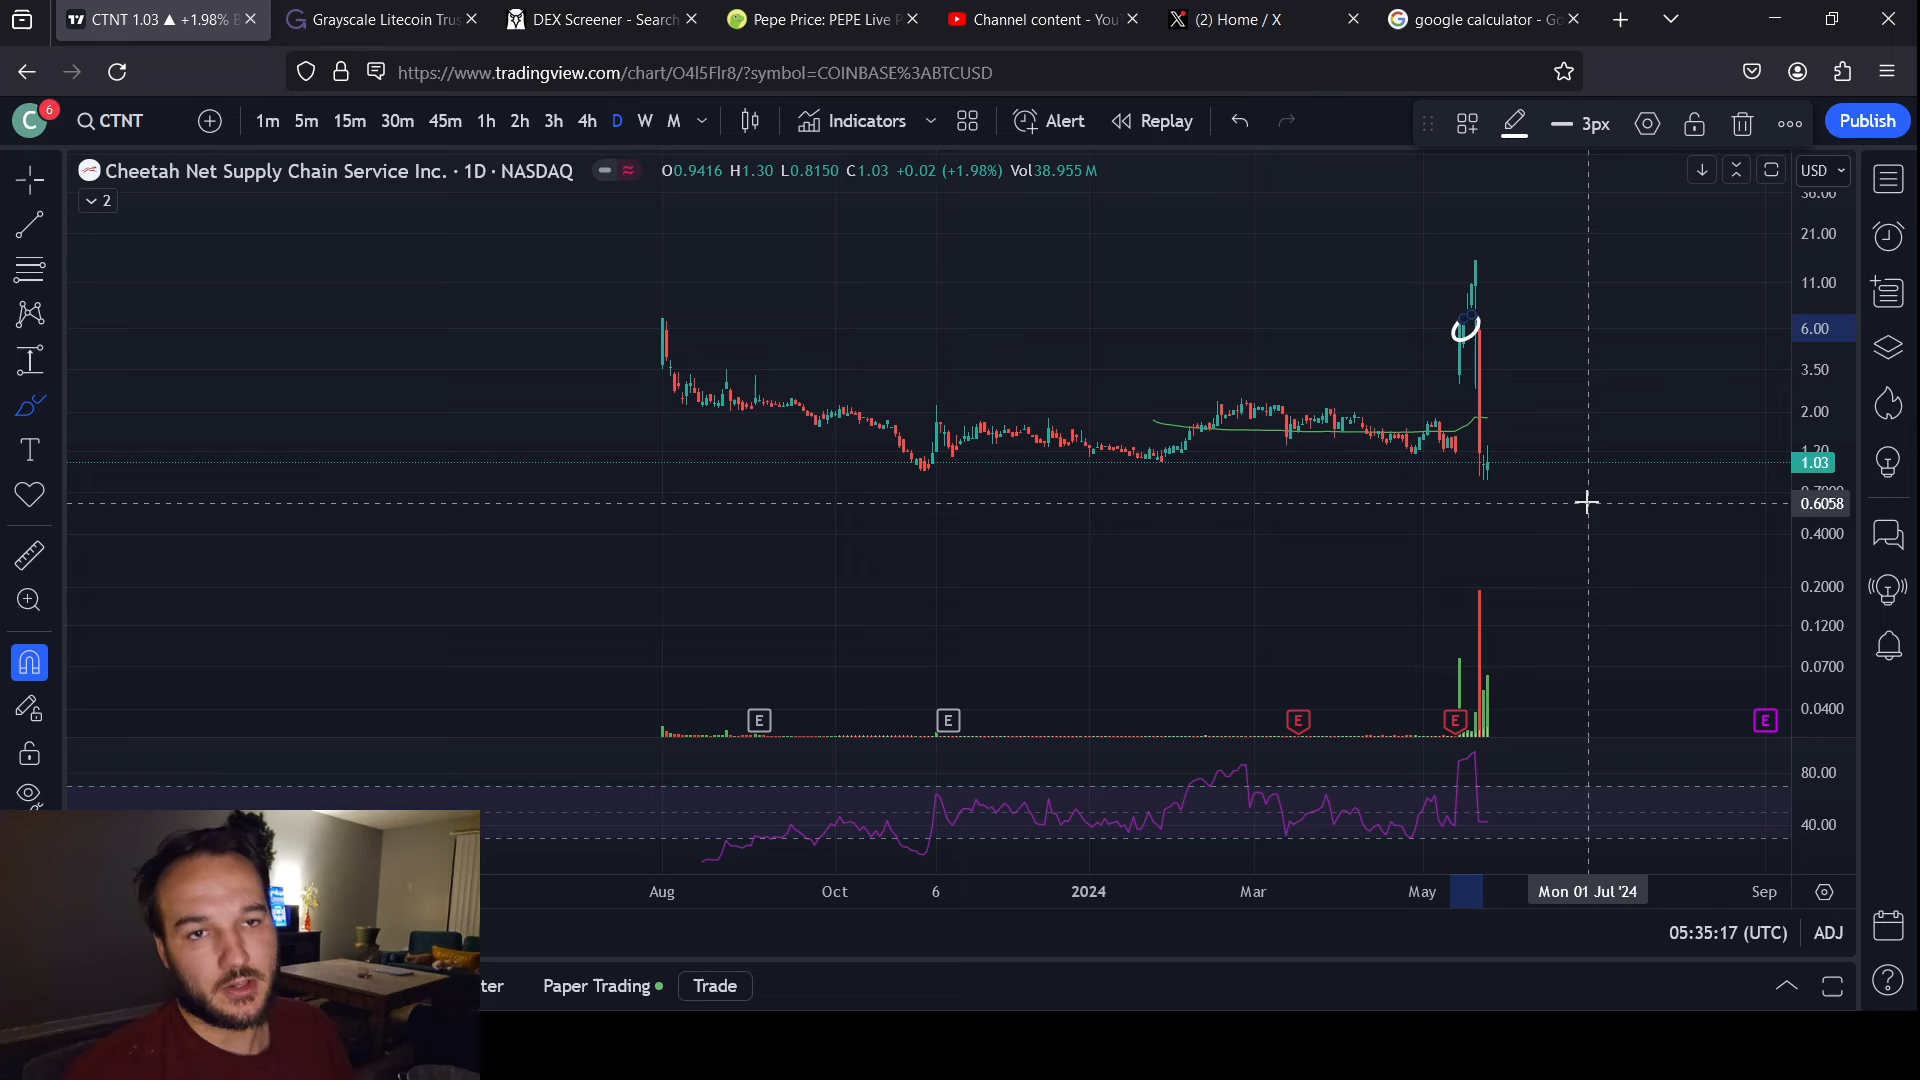 CTNT 1.03 ▲ +1.98%
Grayscale Litecoin Trus
DEX Screener - Search
Pepe Price: PEPE Live P
Channel content - You
(2) Home / X
google calculator - Go
https://www.tradingview.com/chart/O4l5Flr8/?symbol=COINBASE%3ABTCUSD
C
6
CTNT
1m 5m 15m 30m 45m 1h 2h 3h 4h D W M
Indicators
Alert
Replay
3px
Publish
Cheetah Net Supply Chain Service Inc. · 1D · NASDAQ
O0.9416 H1.30 L0.8150 C1.03 +0.02 (+1.98%) Vol38.955 M
USD
2
36.00
21.00
11.00
6.00
3.50
2.00
1.03
0.6058
0.4000
0.2000
0.1200
0.0700
0.0400
E
E
E
E
E
80.00
40.00
Aug
Oct
6
2024
Mar
May
Mon 01 Jul '24
Sep
05:35:17 (UTC)
ADJ
ter
Paper Trading
Trade